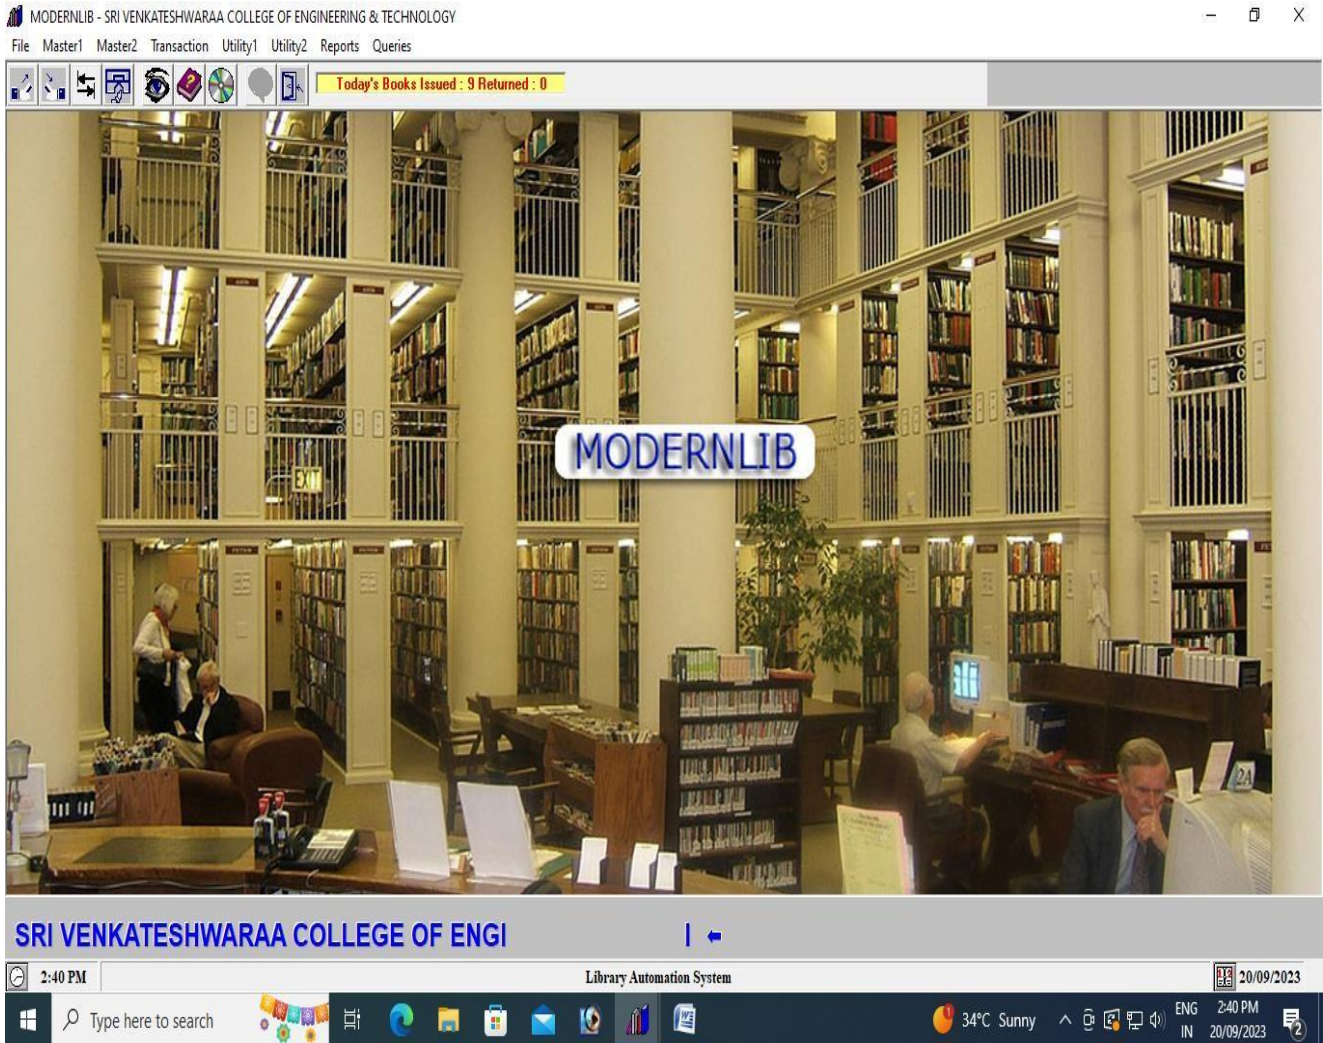 MODERNLIB - SRI VENKATESHWARAA COLLEGE OF ENGINEERING & TECHNOLOGY
File Master1 Master2 Transaction Utility1 Utility2 Reports Queries
Today's Books Issued : 9 Returned : 0
MODERNLIB
EXIT
2A
SRI VENKATESHWARAA COLLEGE OF ENGI I
2:40 PM Library Automation System 20/09/2023
Type here to search 34°C Sunny ENG 2:40 PM
IN 20/09/2023 2